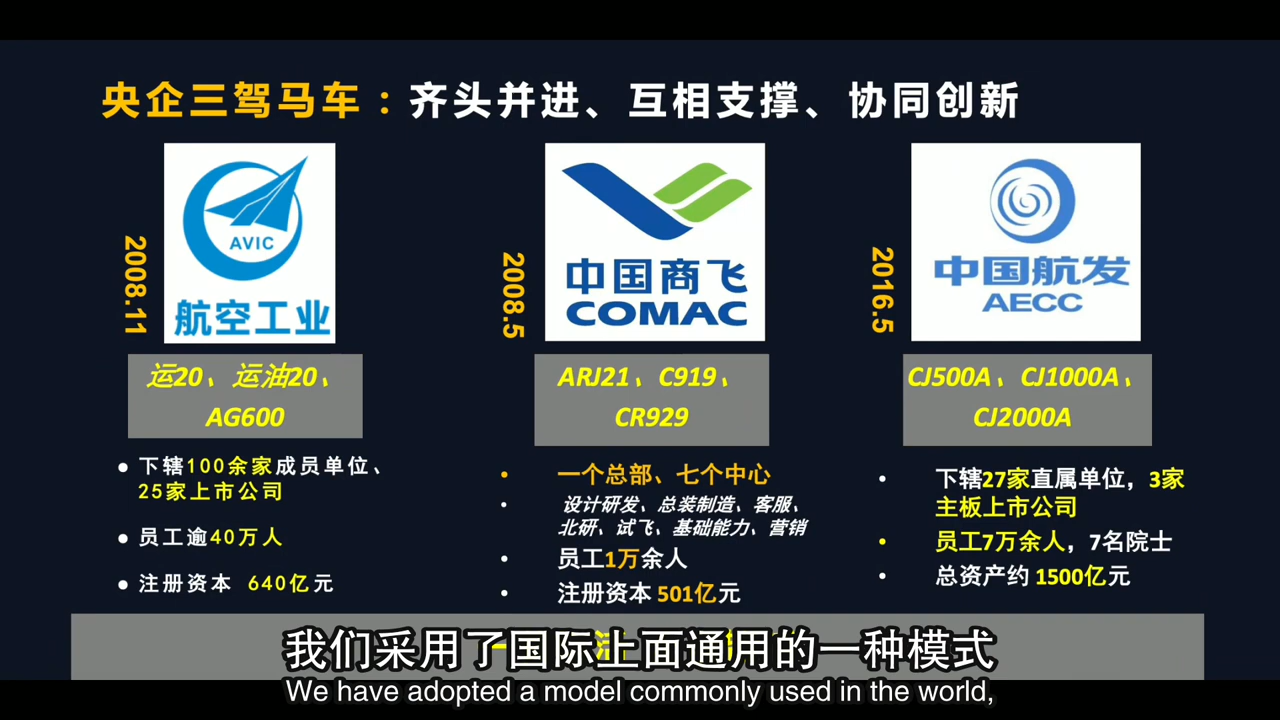 央企三驾马车：齐头并进、互相支撑、协同创新
2008.11
AVIC
航空工业
运20、运油20、
AG600
下辖100余家成员单位、
25家上市公司
员工逾40万人
注册资本 640亿元
2008.5
中国商飞
COMAC
ARJ21、C919、
CR929
一个总部、七个中心
设计研发、总装制造、客服、
北研、试飞、基础能力、营销
员工1万余人
注册资本 501亿元
2016.5
中国航发
AECC
CJ500A、CJ1000A、
CJ2000A
下辖27家直属单位，3家
主板上市公司
员工7万余人，7名院士
总资产约 1500亿元
我们采用了国际上面通用的一种模式
We have adopted a model commonly used in the world,